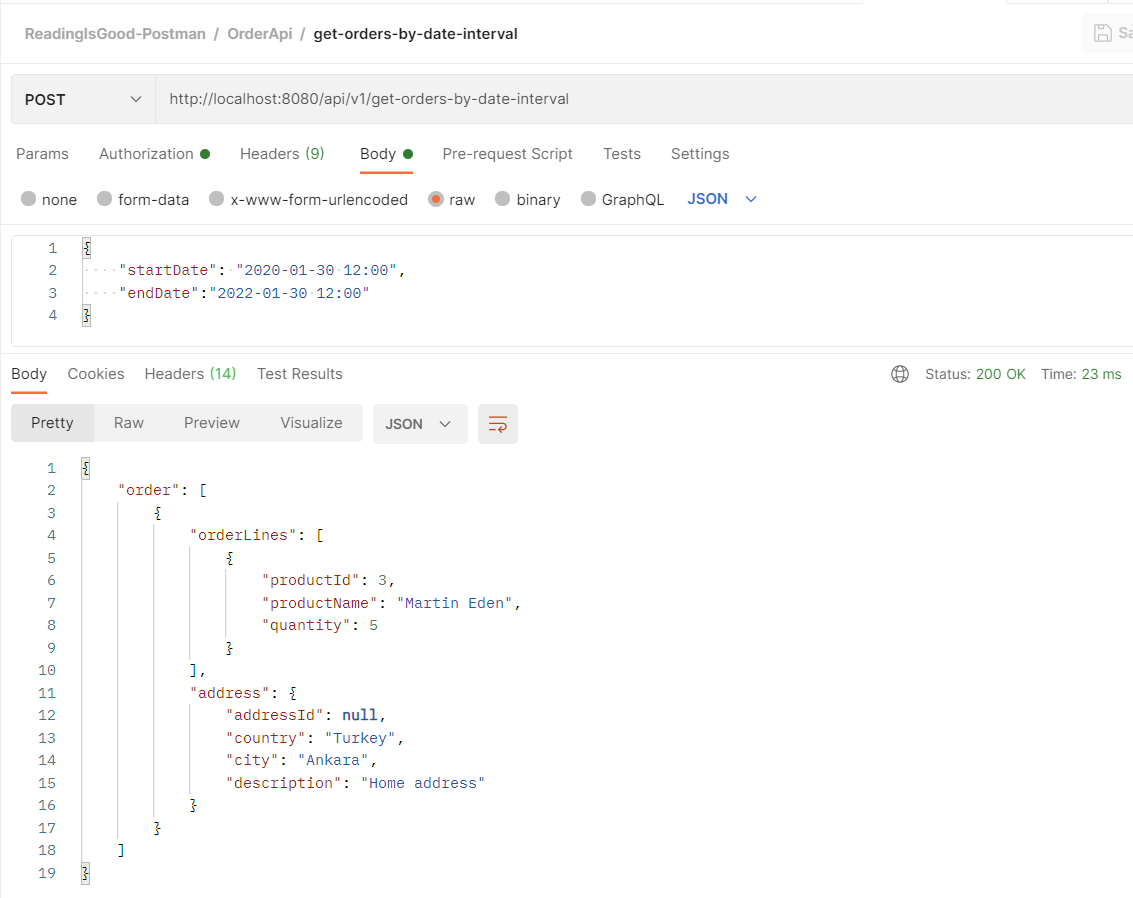 ReadingIsGood-Postman / OrderApi / get-orders-by-date-interval
POST http://localhost:8080/api/v1/get-orders-by-date-interval
Params Authorization Headers (9) Body Pre-request Script Tests Settings
none form-data x-www-form-urlencoded raw binary GraphQL JSON
1 {
2 "startDate": "2020-01-30 12:00",
3 "endDate":"2022-01-30 12:00"
4 }
Body Cookies Headers (14) Test Results Status: 200 OK Time: 23 ms
Pretty Raw Preview Visualize JSON
1 {
2 "order": [
3 {
4 "orderLines": [
5 {
6 "productId": 3,
7 "productName": "Martin Eden",
8 "quantity": 5
9 }
10 ],
11 "address": {
12 "addressId": null,
13 "country": "Turkey",
14 "city": "Ankara",
15 "description": "Home address"
16 }
17 }
18 ]
19 }